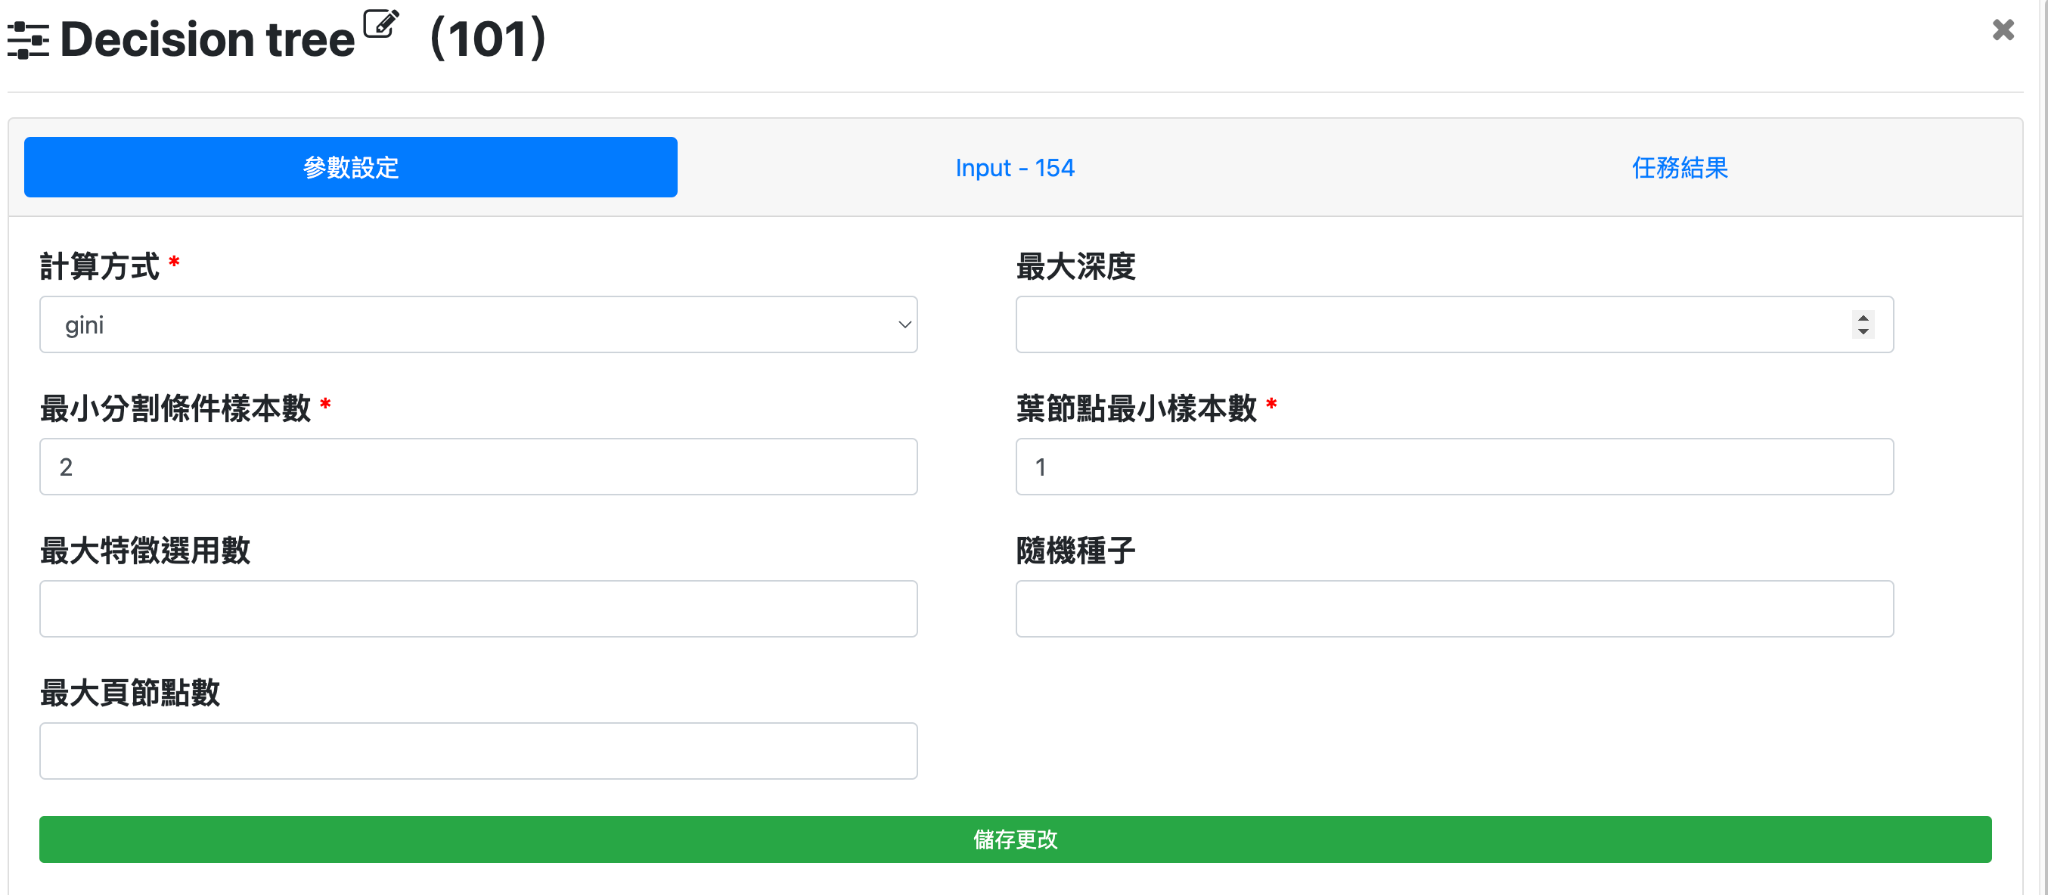 Decision tree (101)
參數設定
Input - 154
任務結果
計算方式 *
最大深度
gini
最小分割條件樣本數 *
葉節點最小樣本數 *
2
1
最大特徵選用數
隨機種子
最大頁節點數
儲存更改